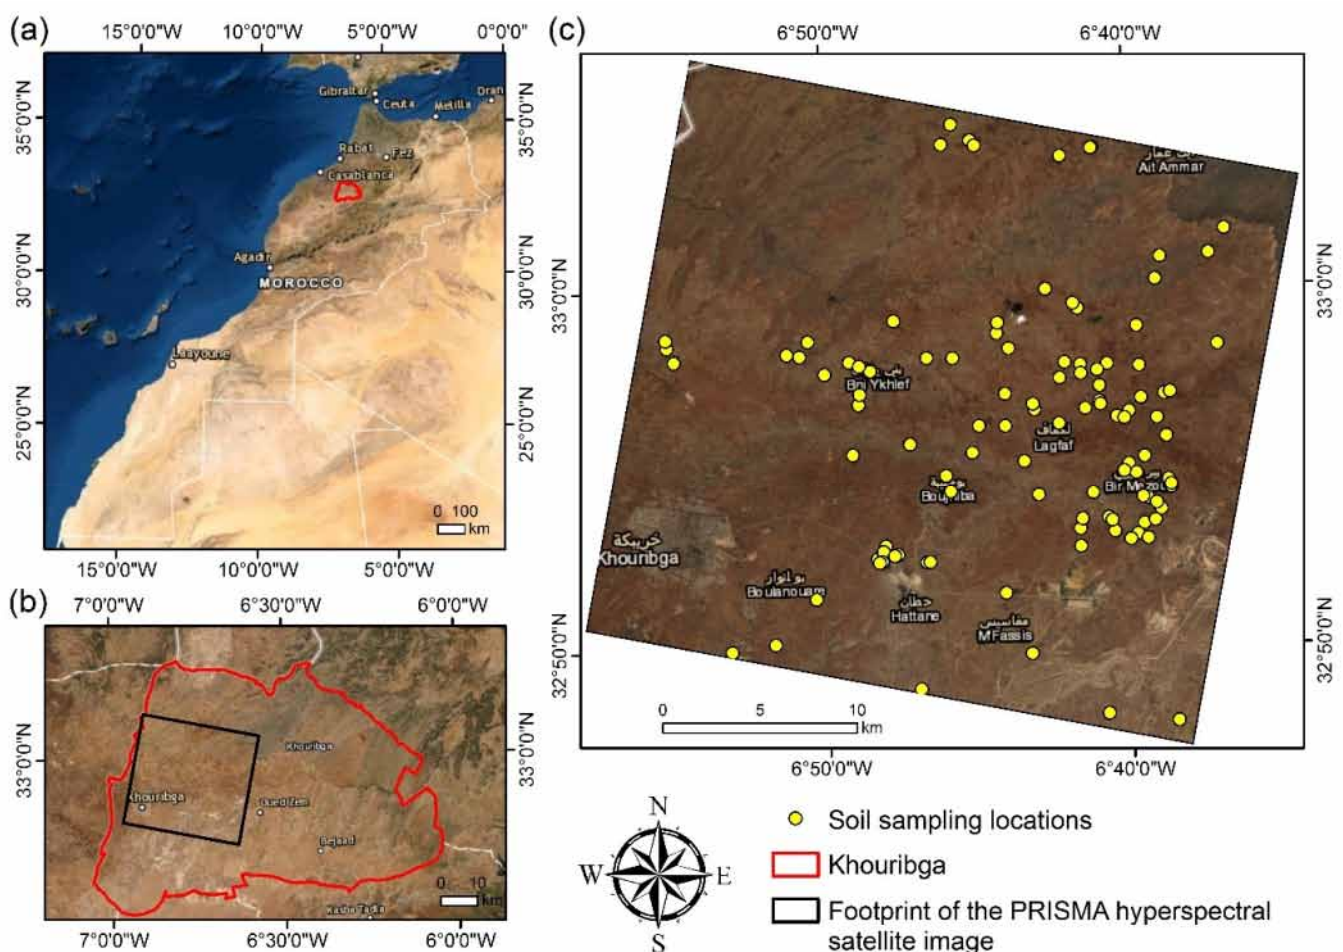 (a)
15°0'0"W 10°0'0"W 5°0'0"W 0°0'0"
35°0'0"N
30°0'0"N
25°0'0"N
Gibraltar
Ceuta
Melilla
Oran
Rabat
Fez
Casablanca
Agadir
MOROCCO
Laayoune
0 100
km
35°0'0"N
30°0'0"N
25°0'0"N
15°0'0"W 10°0'0"W 5°0'0"W
(b)
7°0'0"W 6°30'0"W 6°0'0"W
33°0'0"N
Khouribga
Khouribga
Oued Zem
Bejaad
Kasba Tadla
0 10
km
33°0'0"N
7°0'0"W 6°30'0"W 6°0'0"W
(c)
6°50'0"W 6°40'0"W
33°0'0"N
32°50'0"N
Ait Ammar
Bni Ykhlef
لگفاف
Lagfaf
Bir Mezoui
بوجنيبة
Boujniba
خريبكة
Khouribga
بولنوار
Boulanouare
حطان
Hattane
مفاسيس
M'Fassis
0 5 10
km
33°0'0"N
32°50'0"N
6°50'0"W 6°40'0"W
N
W E
S
Soil sampling locations
Khouribga
Footprint of the PRISMA hyperspectral
satellite image